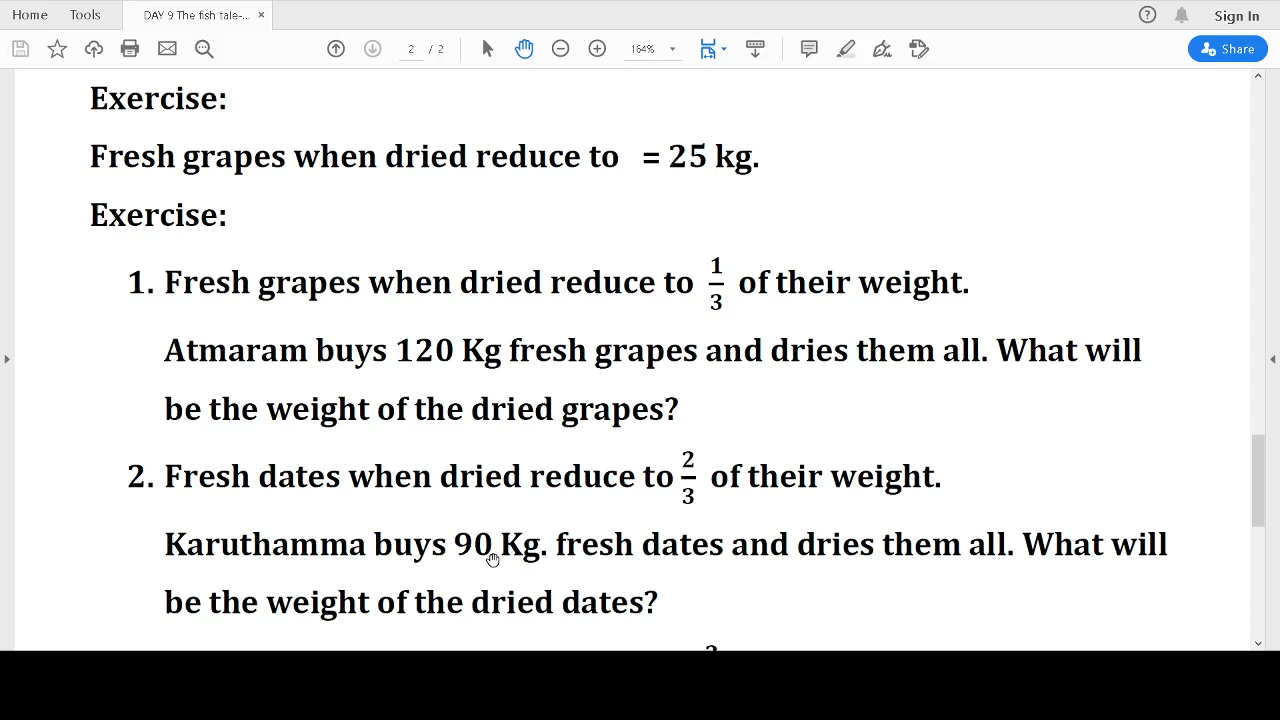 Home Tools DAY 9 The fish tale-... × Sign In
2 / 2 164% Share
Exercise:
Fresh grapes when dried reduce to = 25 kg.
Exercise:
1. Fresh grapes when dried reduce to 1/3 of their weight.
Atmaram buys 120 Kg fresh grapes and dries them all. What will
be the weight of the dried grapes?
2. Fresh dates when dried reduce to 2/3 of their weight.
Karuthamma buys 90 Kg. fresh dates and dries them all. What will
be the weight of the dried dates?